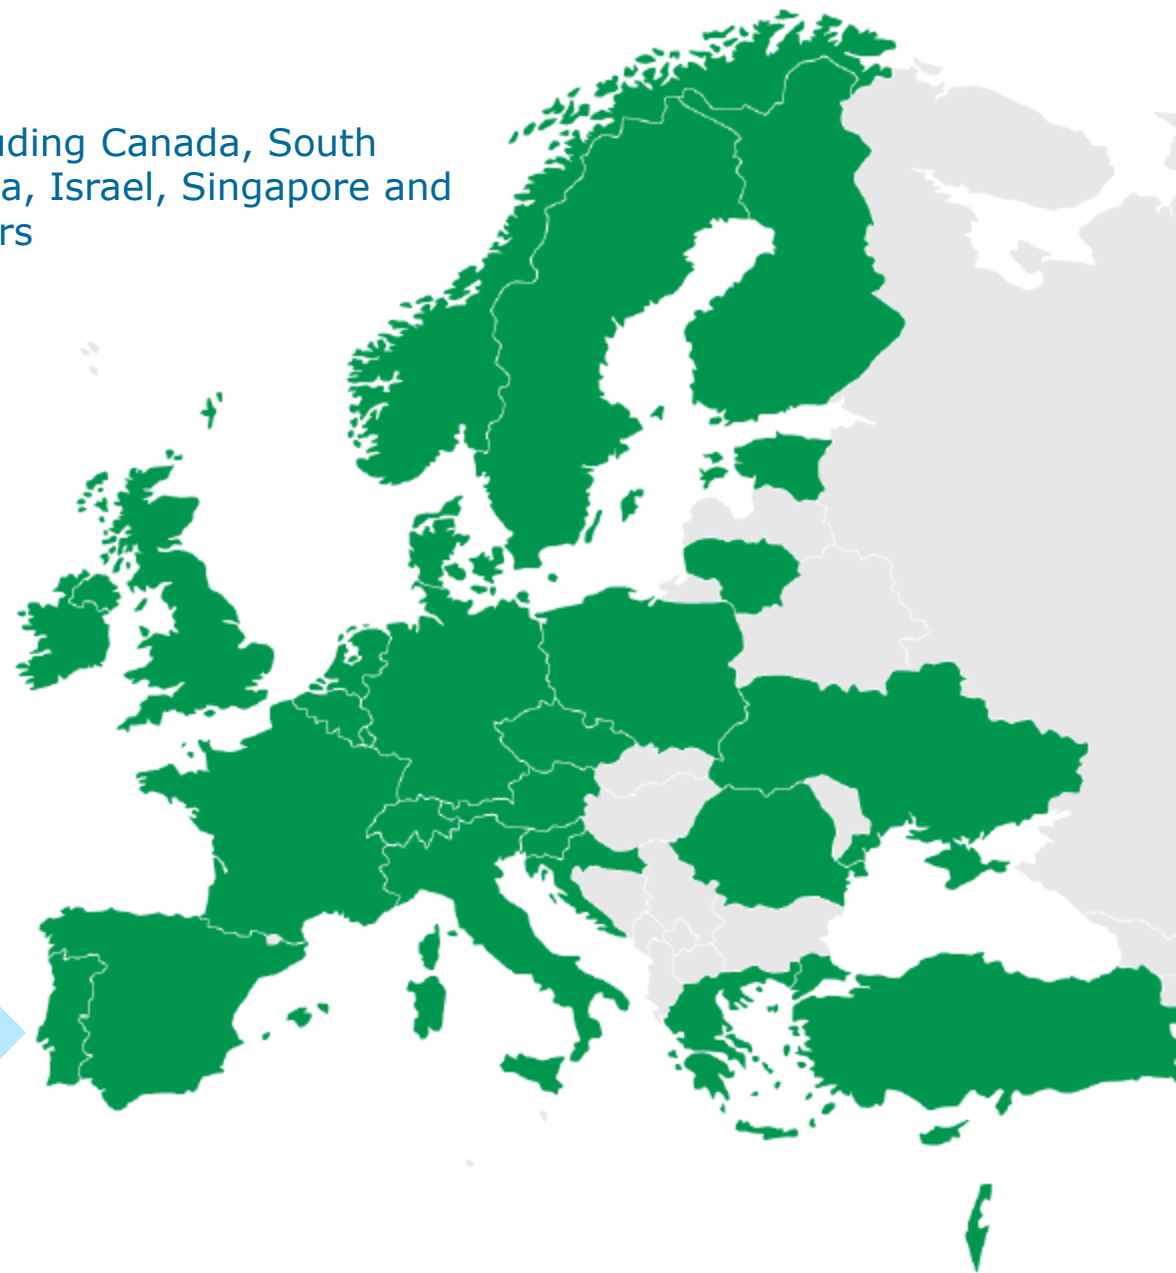 uding Canada, South
a, Israel, Singapore and
rs